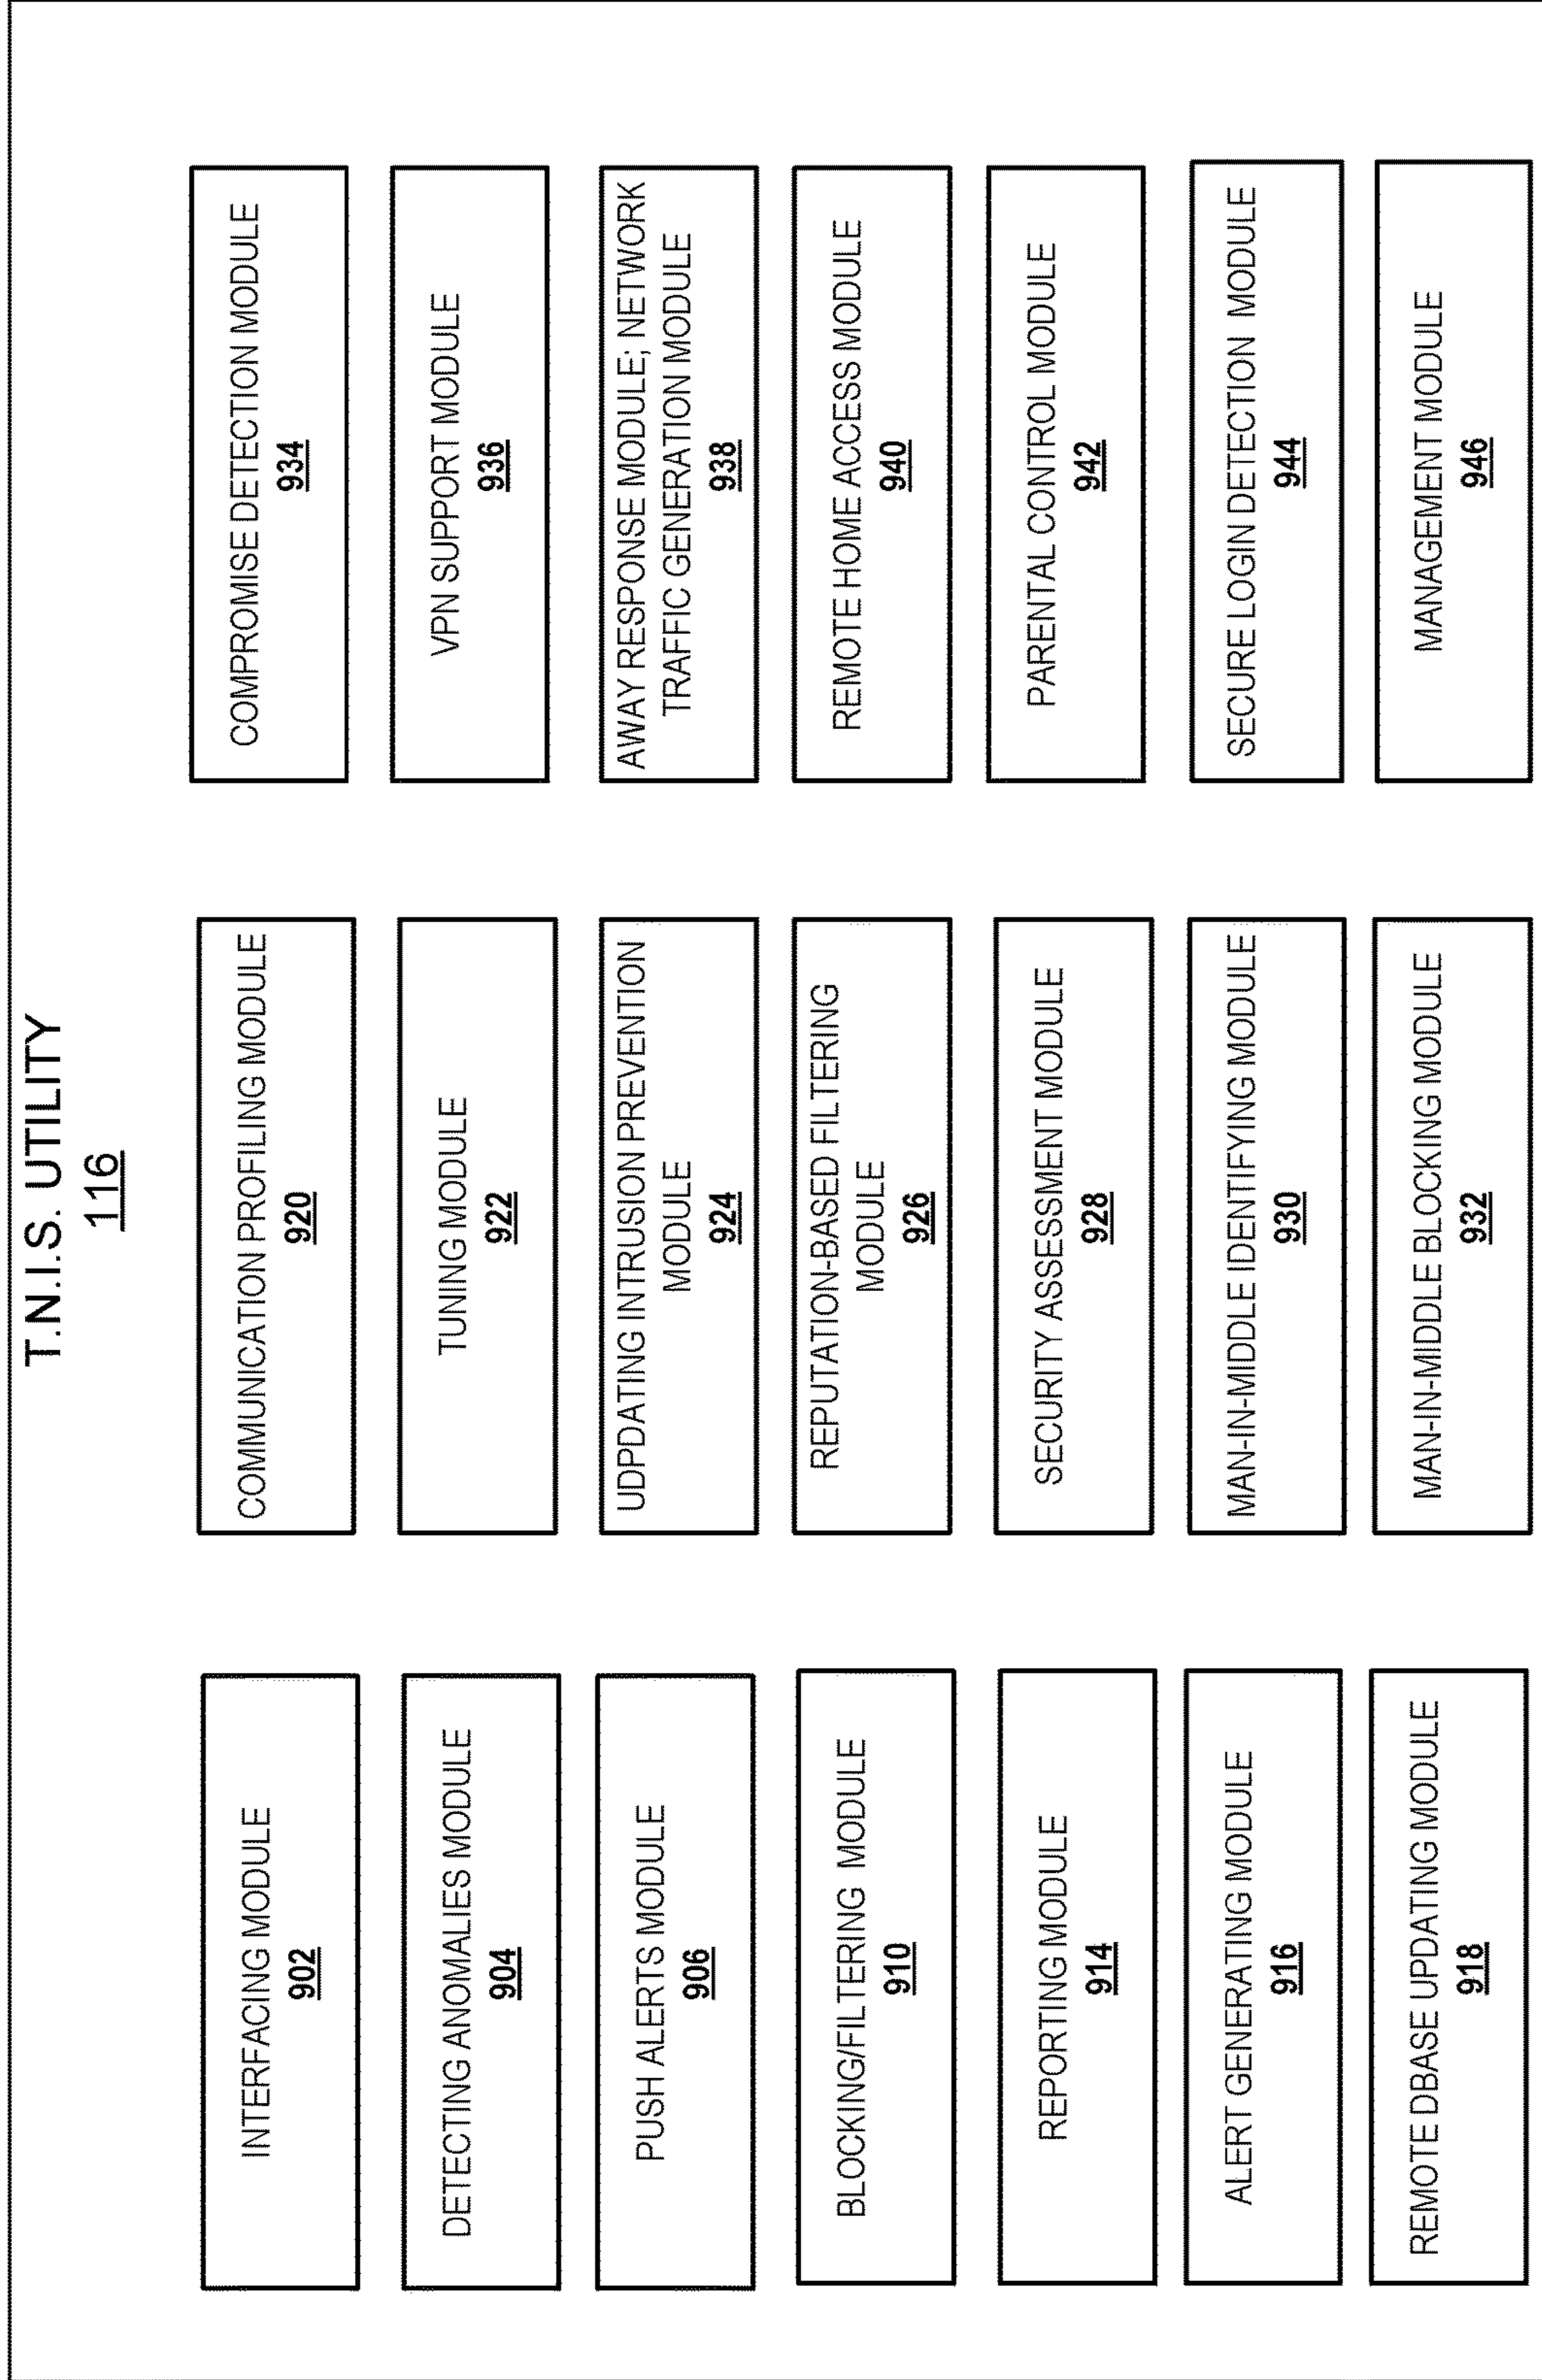 T.N.I.S. UTILITY
116
INTERFACING MODULE
902
DETECTING ANOMALIES MODULE
904
PUSH ALERTS MODULE
906
BLOCKING/FILTERING MODULE
910
REPORTING MODULE
914
ALERT GENERATING MODULE
916
REMOTE DBASE UPDATING MODULE
918
COMMUNICATION PROFILING MODULE
920
TUNING MODULE
922
UDPDATING INTRUSION PREVENTION
MODULE
924
REPUTATION-BASED FILTERING
MODULE
926
SECURITY ASSESSMENT MODULE
928
MAN-IN-MIDDLE IDENTIFYING MODULE
930
MAN-IN-MIDDLE BLOCKING MODULE
932
COMPROMISE DETECTION MODULE
934
VPN SUPPORT MODULE
936
AWAY RESPONSE MODULE; NETWORK
TRAFFIC GENERATION MODULE
938
REMOTE HOME ACCESS MODULE
940
PARENTAL CONTROL MODULE
942
SECURE LOGIN DETECTION MODULE
944
MANAGEMENT MODULE
946